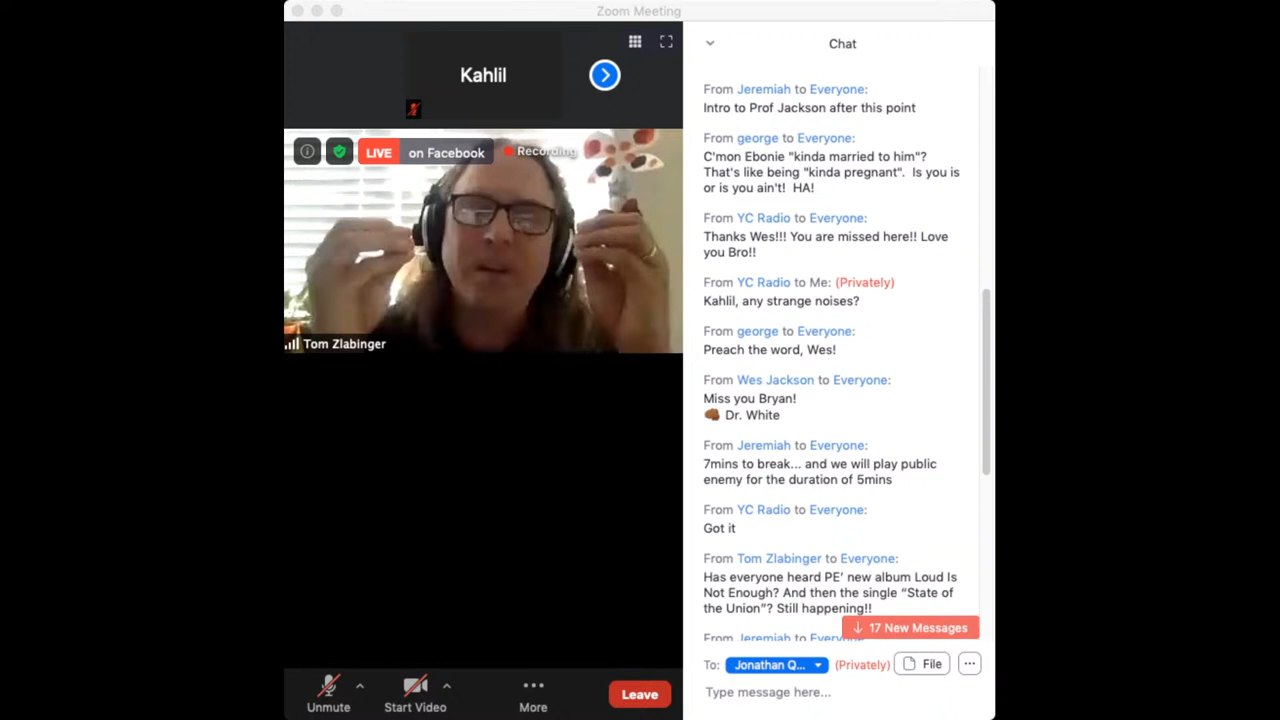 Zoom Meeting
Kahlil
LIVE on Facebook Recording
Tom Zlabinger
Unmute
Start Video
More
Leave
Chat
From Jeremiah to Everyone:
Intro to Prof Jackson after this point
From george to Everyone:
C'mon Ebonie "kinda married to him"?
That's like being "kinda pregnant". Is you is
or is you ain't! HA!
From YC Radio to Everyone:
Thanks Wes!!! You are missed here!! Love
you Bro!!
From YC Radio to Me: (Privately)
Kahlil, any strange noises?
From george to Everyone:
Preach the word, Wes!
From Wes Jackson to Everyone:
Miss you Bryan!
👊🏾 Dr. White
From Jeremiah to Everyone:
7mins to break... and we will play public
enemy for the duration of 5mins
From YC Radio to Everyone:
Got it
From Tom Zlabinger to Everyone:
Has everyone heard PE’ new album Loud Is
Not Enough? And then the single “State of
the Union”? Still happening!!
↓ 17 New Messages
From Jeremiah to Everyone:
To: Jonathan Q... (Privately) File ...
Type message here...